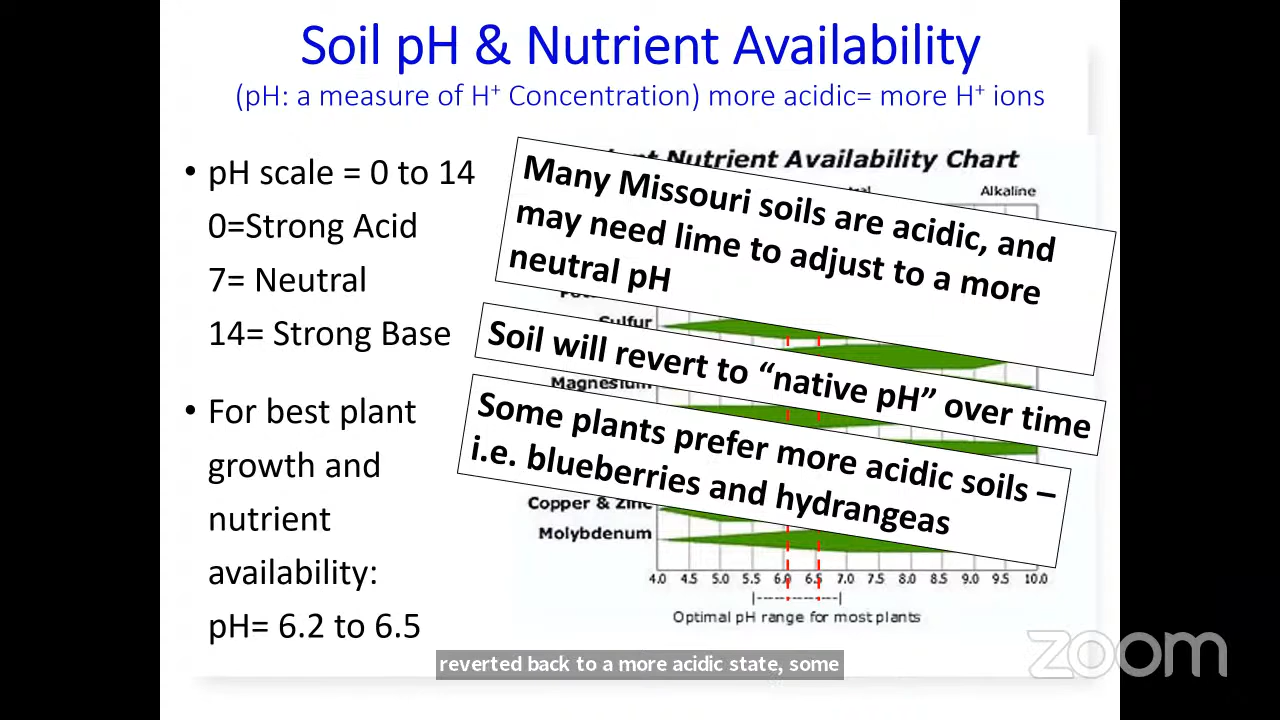 Soil pH & Nutrient Availability
(pH: a measure of H⁺ Concentration) more acidic= more H⁺ ions
• pH scale = 0 to 14
0=Strong Acid
7= Neutral
14= Strong Base
• For best plant
growth and
nutrient
availability:
pH= 6.2 to 6.5
Nutrient Availability Chart
Alkaline
Many Missouri soils are acidic, and
may need lime to adjust to a more
neutral pH
Sulfur
Soil will revert to “native pH” over time
Magnesium
Some plants prefer more acidic soils –
i.e. blueberries and hydrangeas
Copper & Zinc
Molybdenum
4.0 4.5 5.0 5.5 6.0 6.5 7.0 7.5 8.0 8.5 9.0 9.5 10.0
Optimal pH range for most plants
zoom
reverted back to a more acidic state, some